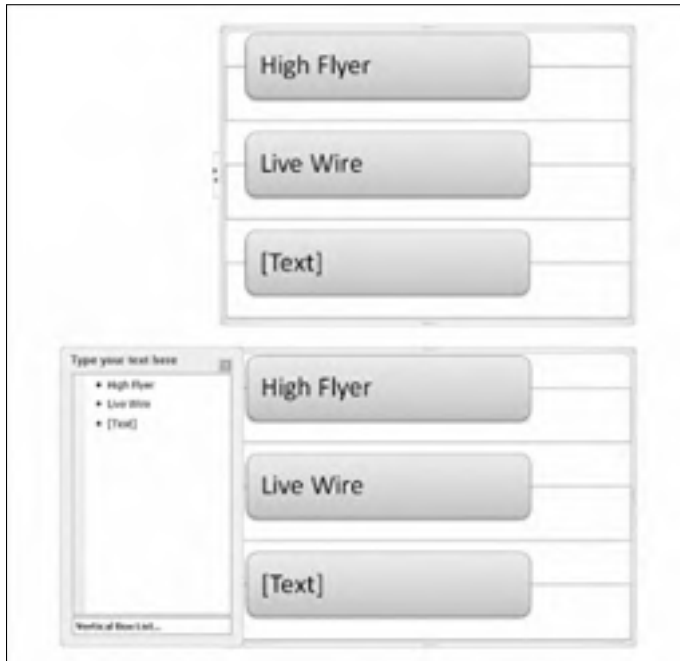 High Flyer
Live Wire
[Text]
Type your text here
High Flyer
Live Wire
[Text]
Vertical Box List...
High Flyer
Live Wire
[Text]